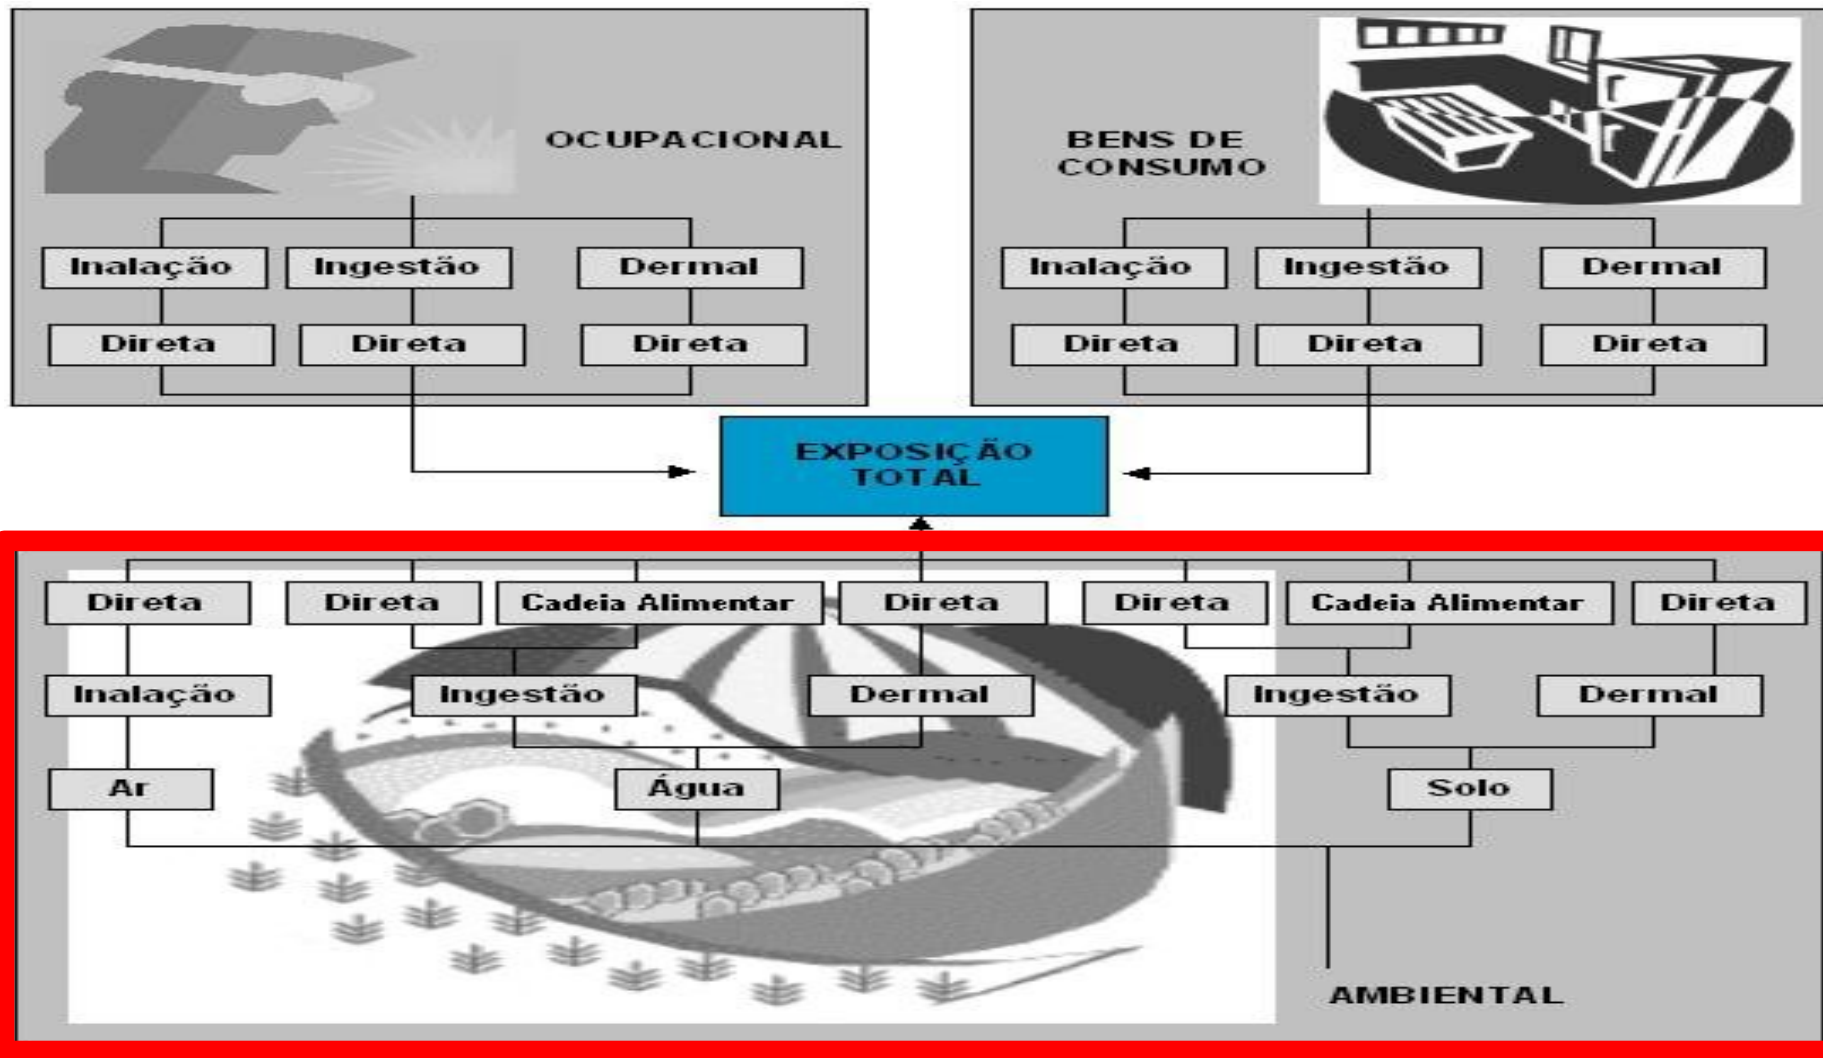 OCUPACIONAL
Inalação Ingestão Dermal
Direta Direta Direta
BENS DE
CONSUMO
Inalação Ingestão Dermal
Direta Direta Direta
EXPOSIÇÃO
TOTAL
Direta Direta Cadeia Alimentar Direta Direta Cadeia Alimentar Direta
Inalação Ingestão Dermal Ingestão Dermal
Ar Água Solo
AMBIENTAL